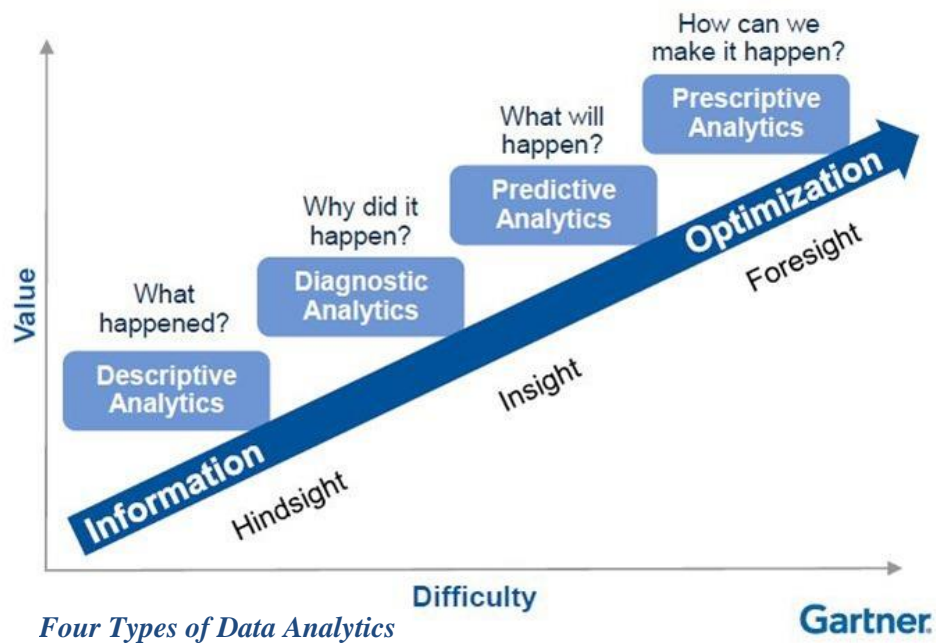 How can we
make it happen?
Prescriptive
Analytics
What will
happen?
Predictive
Analytics
Why did it
happen?
Diagnostic
Analytics
What
happened?
Descriptive
Analytics
Value
Information
Optimization
Hindsight
Insight
Foresight
Difficulty
Four Types of Data Analytics
Gartner.